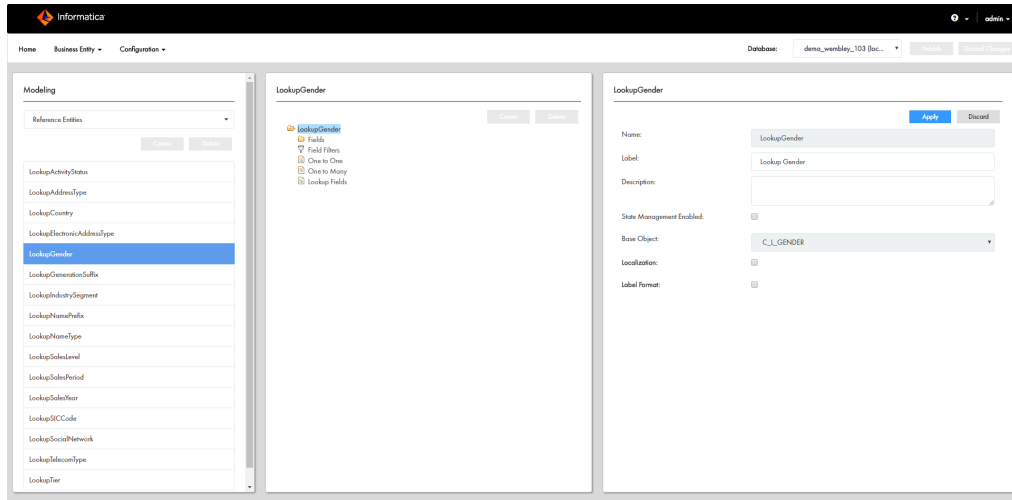 Informatica
admin
Home
Business Entity
Configuration
Database:
demo_wembley_103 (loc...
Publish
Discard Changes
Modeling
Reference Entities
Create
Delete
LookupActivityStatus
LookupAddressType
LookupCountry
LookupElectronicAddressType
LookupGender
LookupGenerationSuffix
LookupIndustrySegment
LookupNamePrefix
LookupNameType
LookupSalesLevel
LookupSalesPeriod
LookupSalesYear
LookupSICCode
LookupSocialNetwork
LookupTelecomType
LookupTier
LookupGender
Create
Delete
LookupGender
Fields
Field Filters
One to One
One to Many
Lookup Fields
LookupGender
Apply
Discard
Name:
LookupGender
Label:
Lookup Gender
Description:
State Management Enabled:
Base Object:
C_L_GENDER
Localization:
Label Format: